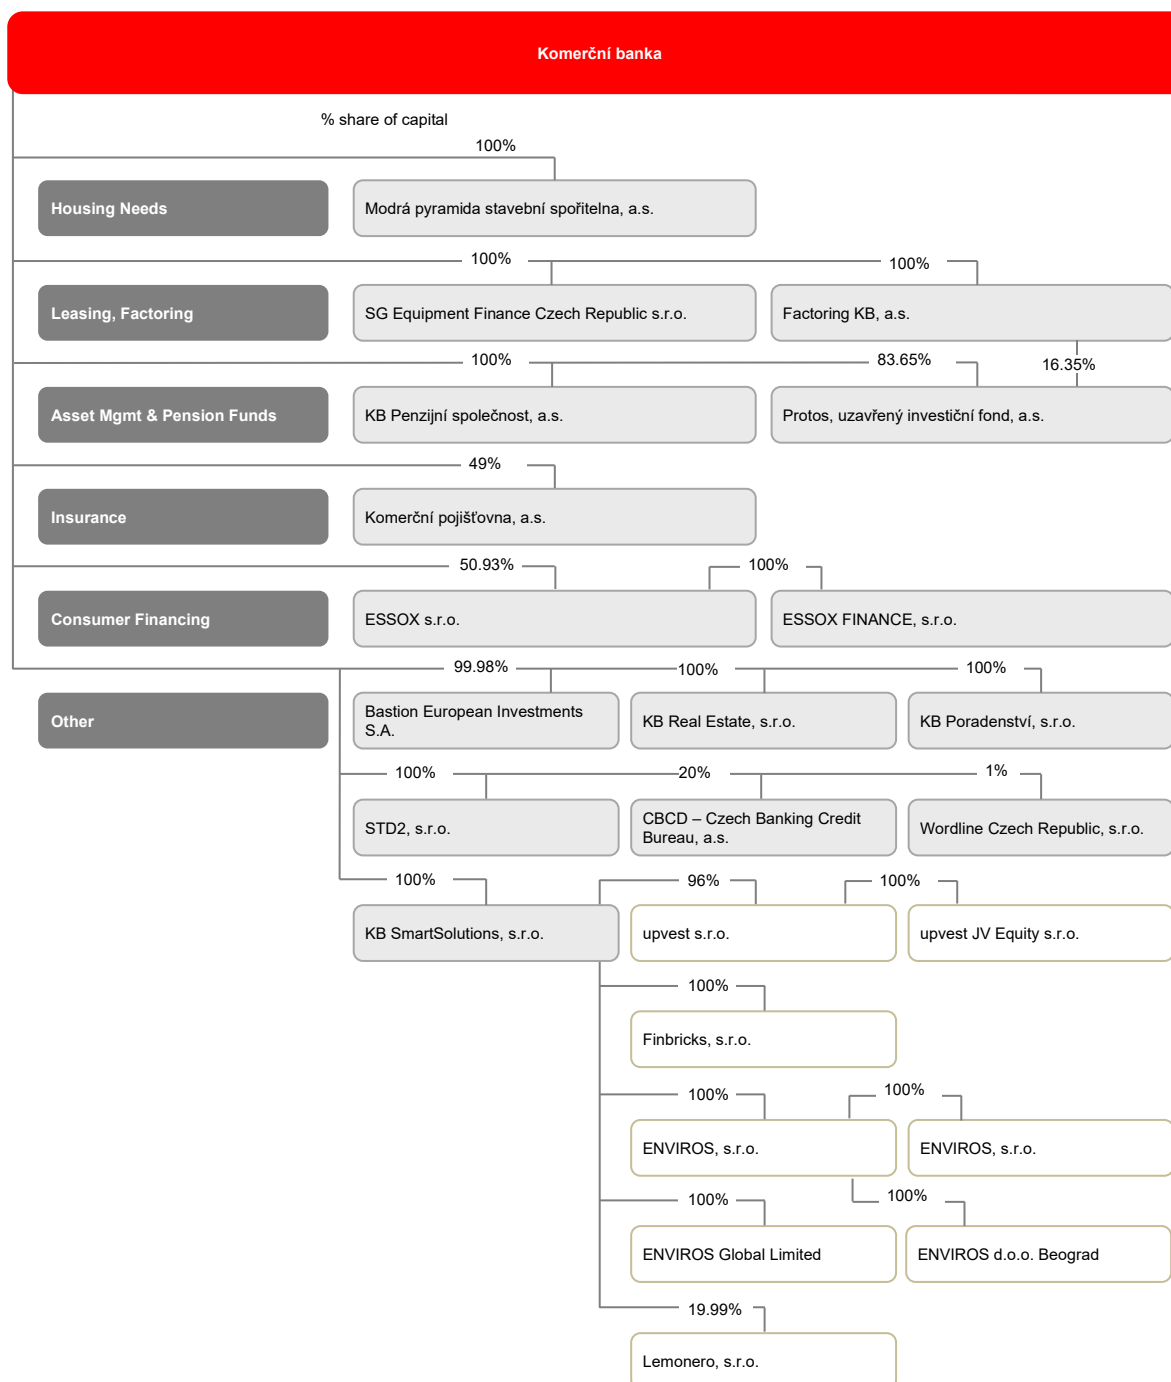 Komerční banka
% share of capital
100%
Housing Needs
Modrá pyramida stavební spořitelna, a.s.
100%
100%
Leasing, Factoring
SG Equipment Finance Czech Republic s.r.o.
Factoring KB, a.s.
100%
83.65%
16.35%
Asset Mgmt & Pension Funds
KB Penzijní společnost, a.s.
Protos, uzavřený investiční fond, a.s.
49%
Insurance
Komerční pojišťovna, a.s.
50.93%
100%
Consumer Financing
ESSOX s.r.o.
ESSOX FINANCE, s.r.o.
99.98%
100%
100%
Other
Bastion European Investments
S.A.
KB Real Estate, s.r.o.
KB Poradenství, s.r.o.
100%
20%
1%
STD2, s.r.o.
CBCD – Czech Banking Credit
Bureau, a.s.
Wordline Czech Republic, s.r.o.
100%
96%
100%
KB SmartSolutions, s.r.o.
upvest s.r.o.
upvest JV Equity s.r.o.
100%
Finbricks, s.r.o.
100%
100%
ENVIROS, s.r.o.
ENVIROS, s.r.o.
100%
100%
ENVIROS Global Limited
ENVIROS d.o.o. Beograd
19.99%
Lemonero, s.r.o.